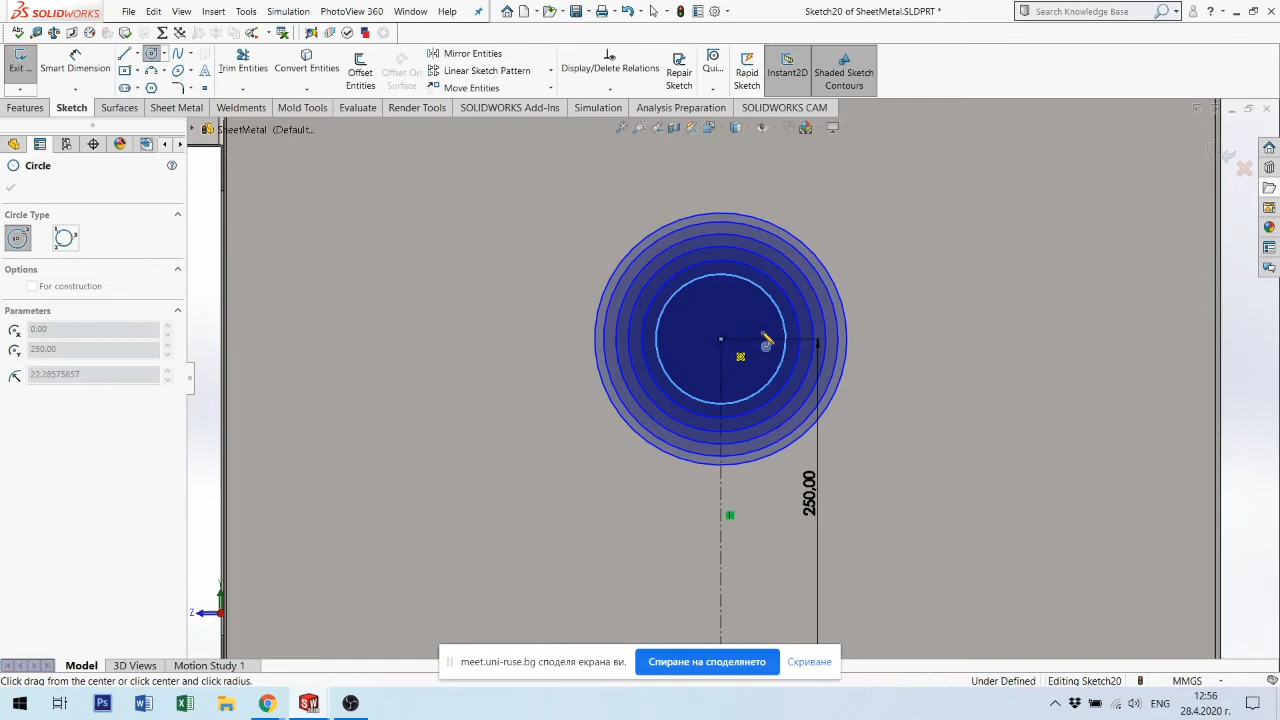 SOLIDWORKS
File Edit View Insert Tools Simulation PhotoView 360 Window Help
Sketch20 of SheetMetal.SLDPRT *
Search Knowledge Base
Exit ...
Smart Dimension
Trim Entities
Convert Entities
Offset Entities
Offset On Surface
Mirror Entities
Linear Sketch Pattern
Move Entities
Display/Delete Relations
Repair Sketch
Qui...
Rapid Sketch
Instant2D
Shaded Sketch Contours
Features Sketch Surfaces Sheet Metal Weldments Mold Tools Evaluate Render Tools SOLIDWORKS Add-Ins Simulation Analysis Preparation SOLIDWORKS CAM
SheetMetal (Default...
Circle
Circle Type
Options
For construction
Parameters
0.00
250.00
22.28575857
250,00
Z
meet.uni-ruse.bg споделя екрана ви.
Спиране на споделянето
Скриване
Model 3D Views Motion Study 1
Click drag from the center or click center and click radius.
Under Defined Editing Sketch20 MMGS
ENG
12:56
28.4.2020 г.